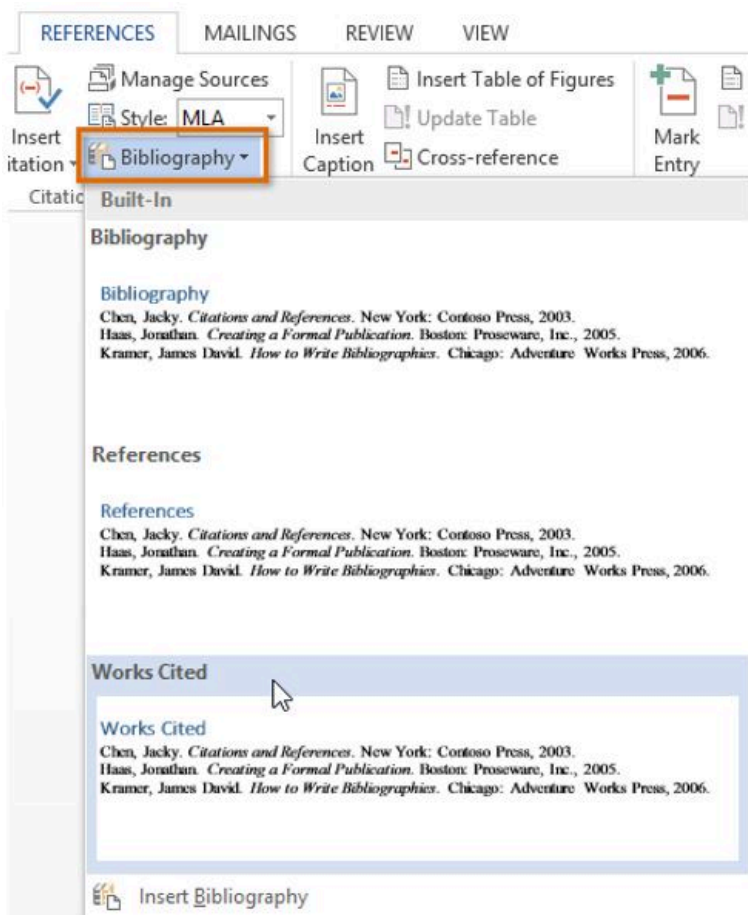 REFERENCES MAILINGS REVIEW VIEW
Manage Sources Insert Table of Figures
Style: MLA Update Table
Insert Insert Mark
itation Bibliography Caption Cross-reference Entry
Citatio
Built-In
Bibliography
Bibliography
Chen, Jacky. Citations and References. New York: Contoso Press, 2003.
Haas, Jonathan. Creating a Formal Publication. Boston: Proseware, Inc., 2005.
Kramer, James David. How to Write Bibliographies. Chicago: Adventure Works Press, 2006.
References
References
Chen, Jacky. Citations and References. New York: Contoso Press, 2003.
Haas, Jonathan. Creating a Formal Publication. Boston: Proseware, Inc., 2005.
Kramer, James David. How to Write Bibliographies. Chicago: Adventure Works Press, 2006.
Works Cited
Works Cited
Chen, Jacky. Citations and References. New York: Contoso Press, 2003.
Haas, Jonathan. Creating a Formal Publication. Boston: Proseware, Inc., 2005.
Kramer, James David. How to Write Bibliographies. Chicago: Adventure Works Press, 2006.
Insert Bibliography